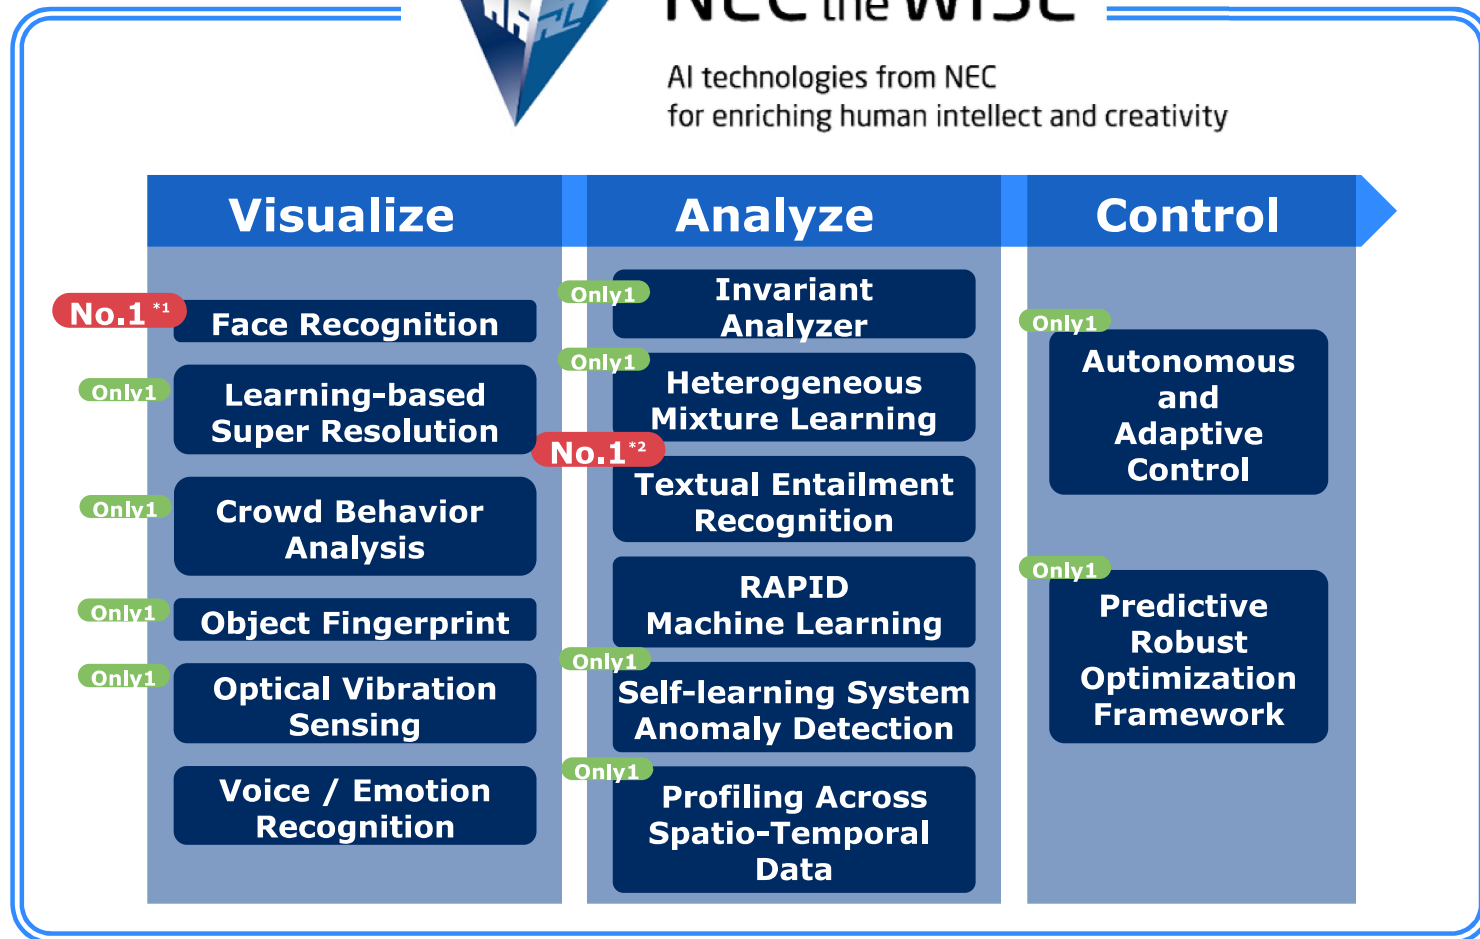 NEC the WISE
AI technologies from NEC
for enriching human intellect and creativity
Visualize
No.1 *1
Face Recognition
Only1
Learning-based
Super Resolution
Only1
Crowd Behavior
Analysis
Only1
Object Fingerprint
Only1
Optical Vibration
Sensing
Voice / Emotion
Recognition
Analyze
Only1
Invariant
Analyzer
Only1
Heterogeneous
Mixture Learning
No.1 *2
Textual Entailment
Recognition
RAPID
Machine Learning
Only1
Self-learning System
Anomaly Detection
Only1
Profiling Across
Spatio-Temporal
Data
Control
Only1
Autonomous
and
Adaptive
Control
Only1
Predictive
Robust
Optimization
Framework